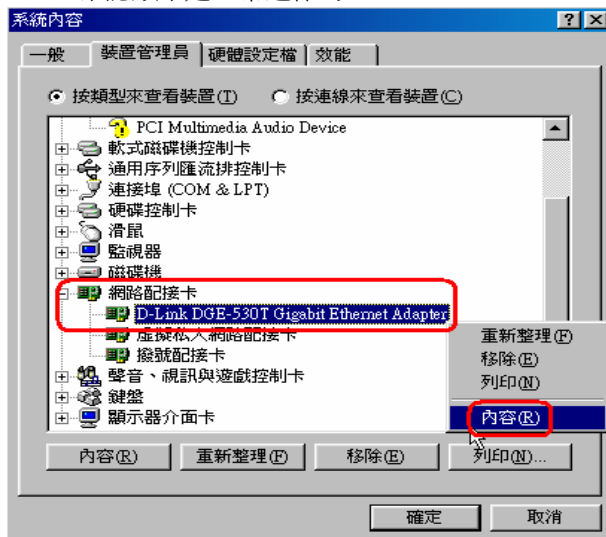 系統內容
一般 裝置管理員 硬體設定檔 效能
按類型來查看裝置(I) 按連線來查看裝置(C)
PCI Multimedia Audio Device
軟式磁碟機控制卡
通用序列匯流排控制卡
連接埠 (COM & LPT)
硬碟控制卡
滑鼠
監視器
磁碟機
網路配接卡
D-Link DGE-530T Gigabit Ethernet Adapter
虛擬私人網路配接卡
撥號配接卡
聲音、視訊與遊戲控制卡
鍵盤
顯示器介面卡
重新整理(F)
移除(E)
列印(N)
內容(R)
內容(R) 重新整理(F) 移除(E) 列印(N)...
確定 取消